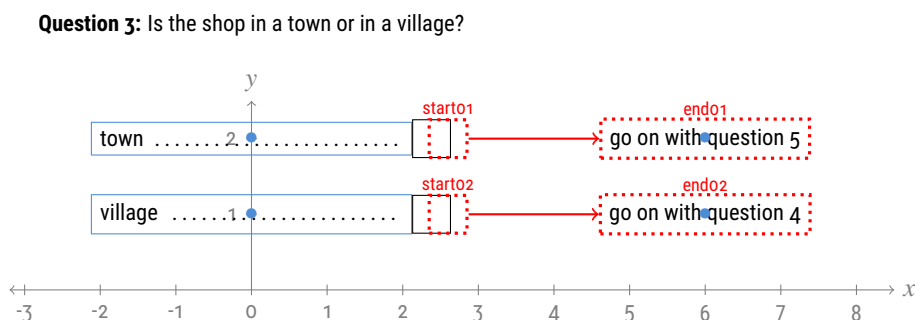 Question 3: Is the shop in a town or in a village?
y
start01
end01
town ........................ 2 go on with question 5
start02
end02
village ....................... 1 go on with question 4
-3 -2 -1 0 1 2 3 4 5 6 7 8 x